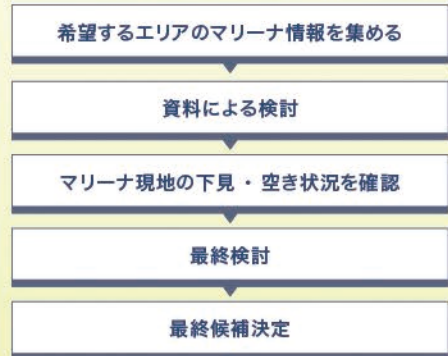 希望するエリアのマリーナ情報を集める
資料による検討
マリーナ現地の下見・空き状況を確認
最終検討
最終候補決定